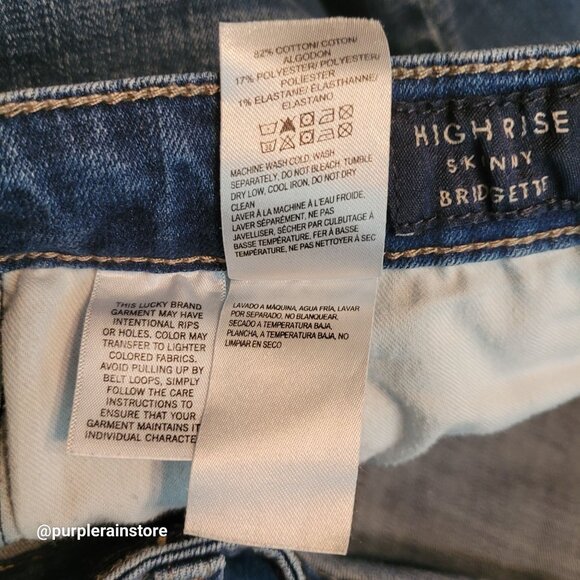 82% COTTON/ COTON/
ALGODON
17% POLYESTER/ POLYESTER/
POLIESTER
1% ELASTANE/ ELASTHANNE/
ELASTANO
MACHINE WASH COLD, WASH
SEPARATELY, DO NOT BLEACH, TUMBLE
DRY LOW, COOL IRON, DO NOT DRY
CLEAN
LAVER À LA MACHINE À L'EAU FROIDE,
LAVER SÉPARÉMENT, NE PAS
JAVELLISER, SÉCHER PAR CULBUTAGE À
BASSE TEMPÉRATURE, FER À BASSE
TEMPÉRATURE, NE PAS NETTOYER À SEC
LAVADO A MÁQUINA, AGUA FRÍA, LAVAR
POR SEPARADO, NO BLANQUEAR,
SECADO A TEMPERATURA BAJA,
PLANCHA, A TEMPERATURA BAJA, NO
LIMPIAR EN SECO
HIGH RISE
SKINNY
BRIDGETTE
THIS LUCKY BRAND
GARMENT MAY HAVE
INTENTIONAL RIPS
OR HOLES. COLOR MAY
TRANSFER TO LIGHTER
COLORED FABRICS.
AVOID PULLING UP BY
BELT LOOPS, SIMPLY
FOLLOW THE CARE
INSTRUCTIONS TO
ENSURE THAT YOUR
GARMENT MAINTAINS IT
INDIVIDUAL CHARACTE
@purplerainstore